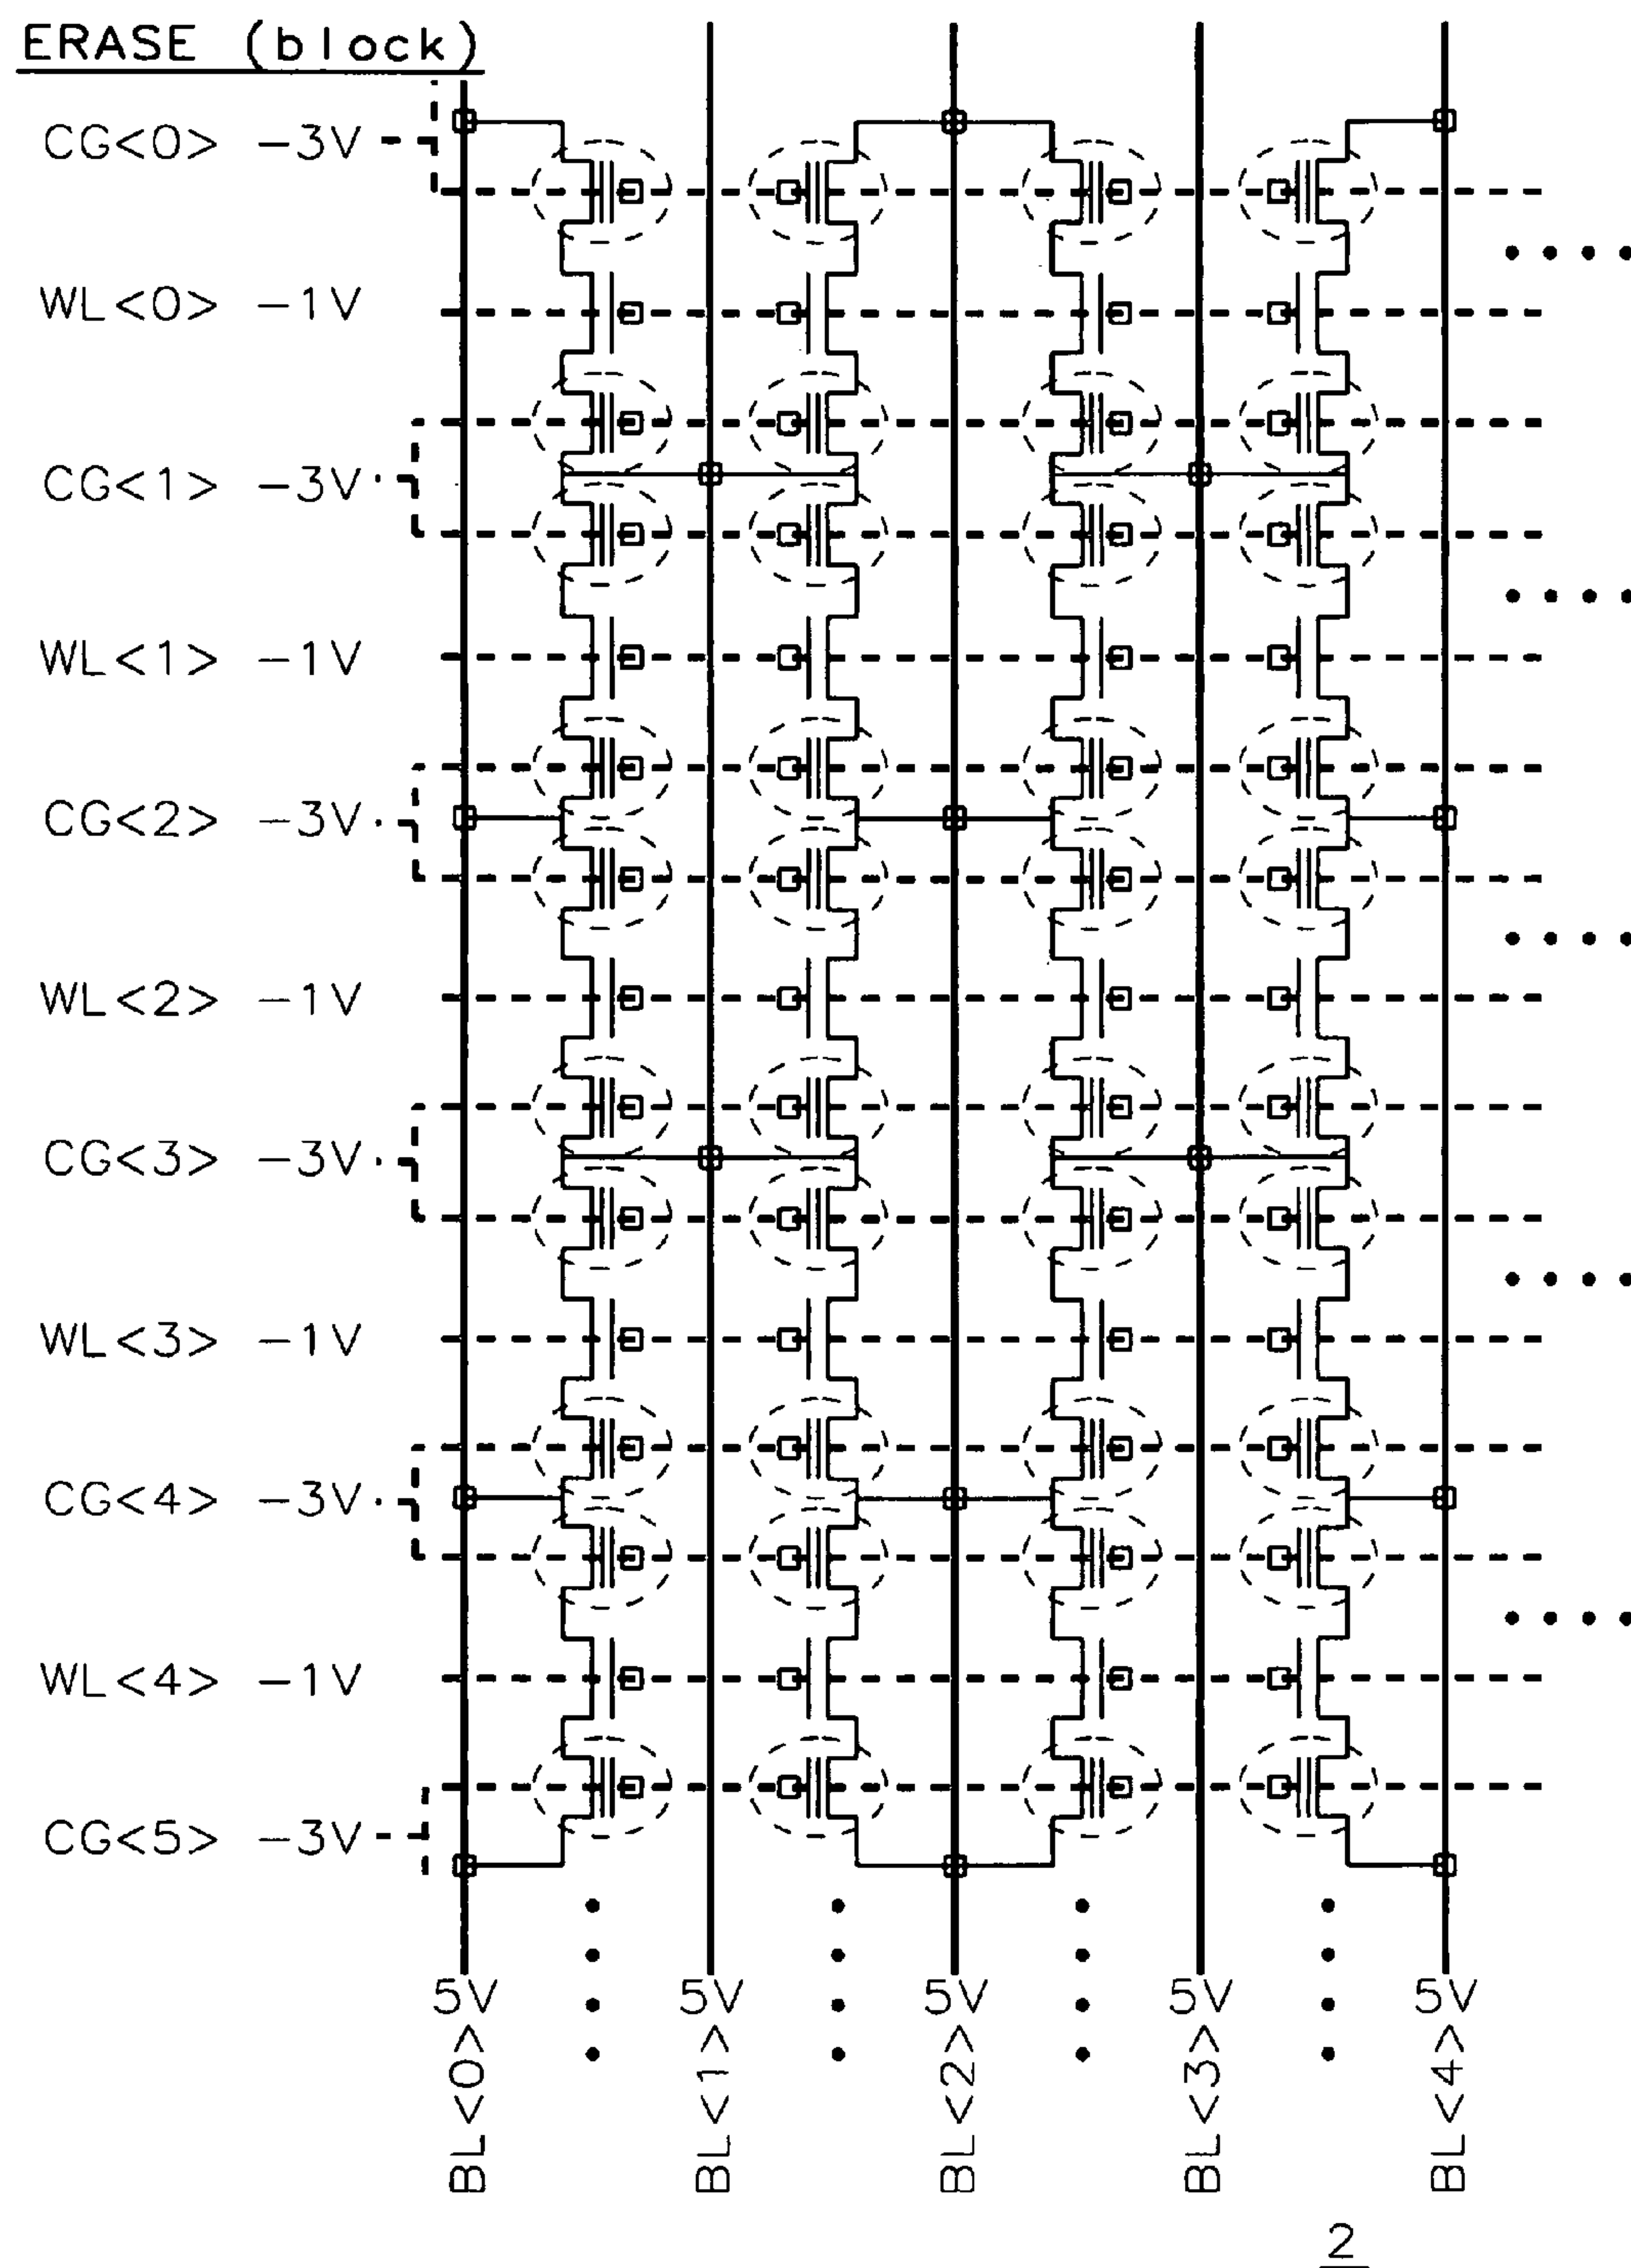 ERASE (block)
CG<0> -3V
WL<0> -1V
CG<1> -3V
WL<1> -1V
CG<2> -3V
WL<2> -1V
CG<3> -3V
WL<3> -1V
CG<4> -3V
WL<4> -1V
CG<5> -3V
BL<0> 5V
BL<1> 5V
BL<2> 5V
BL<3> 5V
BL<4> 5V
2